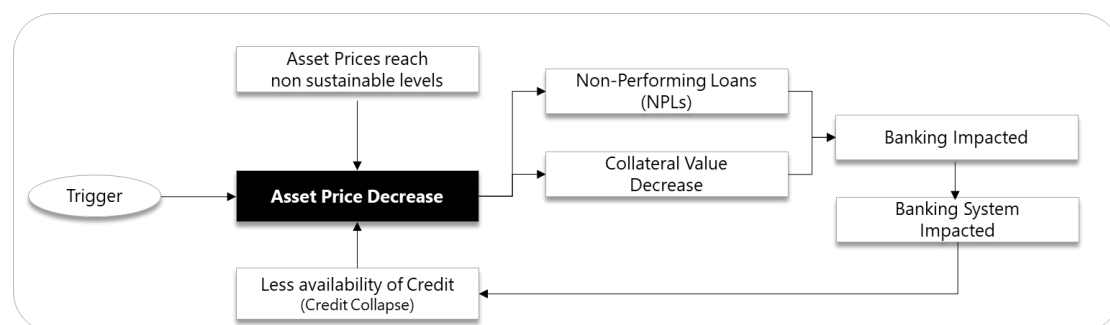 Asset Prices reach
non sustainable levels
Non-Performing Loans
(NPLs)
Banking Impacted
Collateral Value
Decrease
Trigger
Asset Price Decrease
Banking System
Impacted
Less availability of Credit
(Credit Collapse)